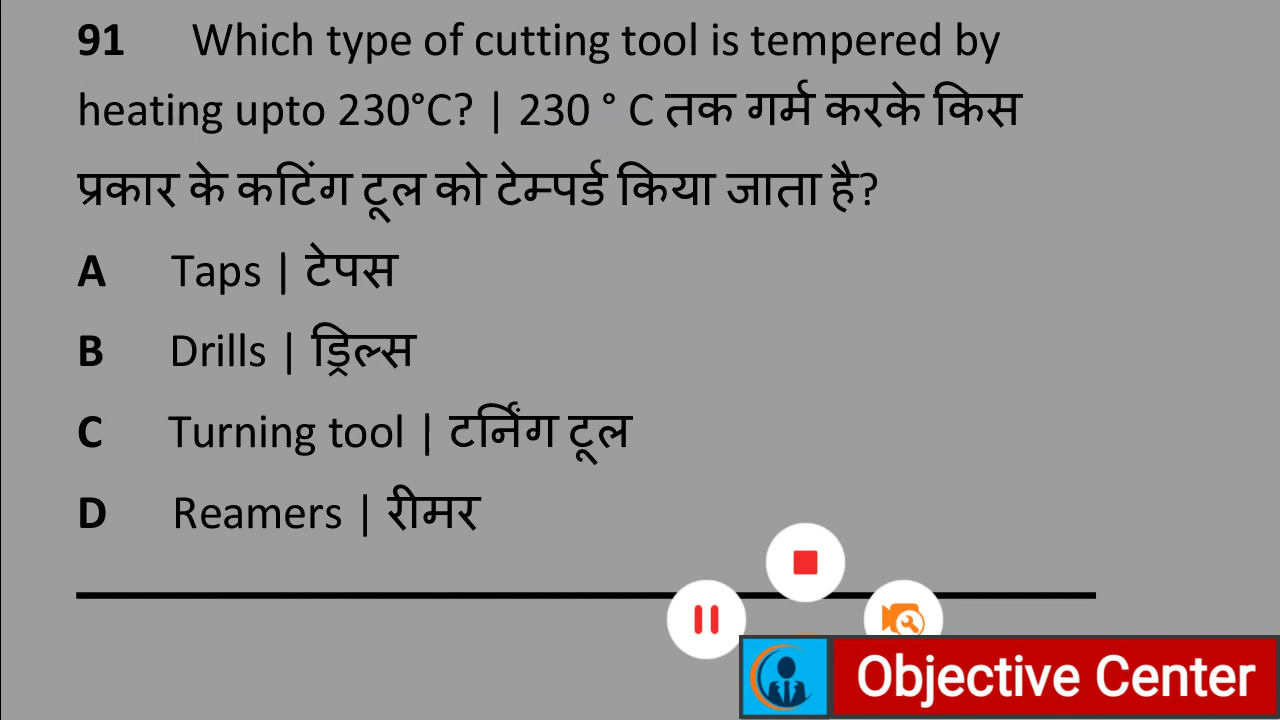 91 Which type of cutting tool is tempered by
heating upto 230°C? | 230 ° C तक गर्म करके किस
प्रकार के कटिंग टूल को टेम्पर्ड किया जाता है?
A Taps | टेपस
B Drills | ड्रिल्स
C Turning tool | टर्निंग टूल
D Reamers | रीमर
Objective Center